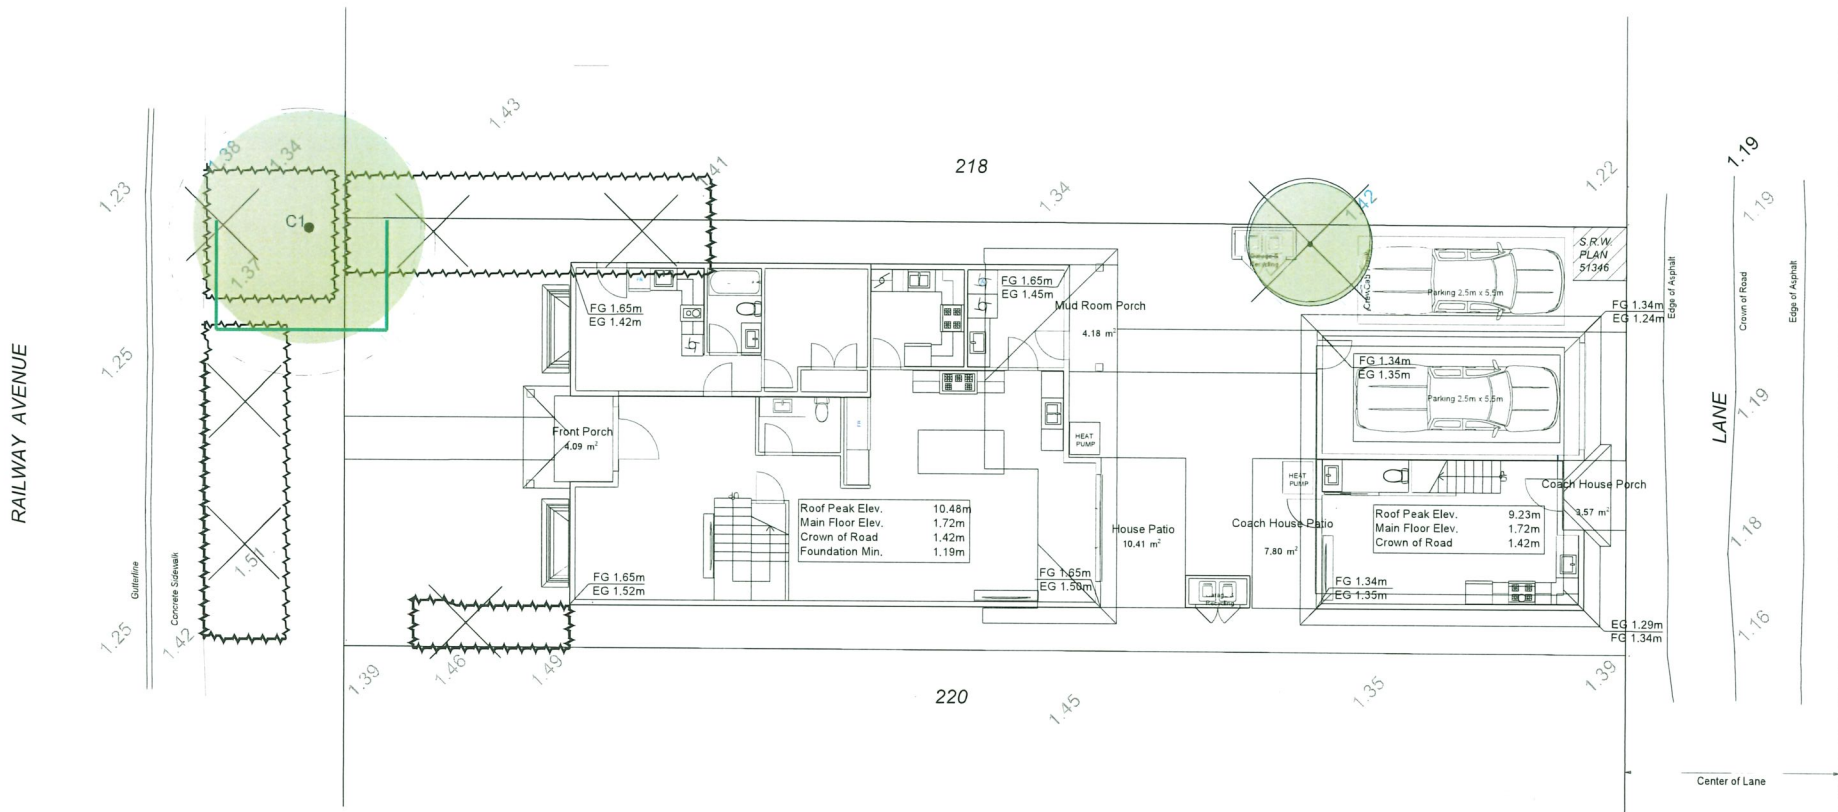 RAILWAY AVENUE
1.23
1.25
1.25
Gutterline
Concrete Sidewalk
1.38
1.34
C1
1.37
1.43
1.41
218
1.34
1.42
1.22
1.19
1.19
1.19
1.18
1.16
S.R.W.
PLAN
51346
Edge of Asphalt
Crown of Road
Edge of Asphalt
LANE
FG 1.65m
EG 1.42m
FG 1.65m
EG 1.45m
Mud Room Porch
4.18 m²
Recycling
Parking 2.5m x 5.5m
FG 1.34m
EG 1.24m
FG 1.34m
EG 1.35m
Parking 2.5m x 5.5m
Front Porch
4.09 m²
HEAT
PUMP
HEAT
PUMP
Coach House Porch
3.57 m²
Roof Peak Elev. 10.48m
Main Floor Elev. 1.72m
Crown of Road 1.42m
Foundation Min. 1.19m
House Patio
10.41 m²
Coach House Patio
7.80 m²
Roof Peak Elev. 9.23m
Main Floor Elev. 1.72m
Crown of Road 1.42m
1.51
FG 1.65m
EG 1.52m
FG 1.65m
EG 1.50m
Recycling
FG 1.34m
EG 1.35m
EG 1.29m
FG 1.34m
1.42
1.39
1.46
1.49
220
1.45
1.35
1.39
Center of Lane